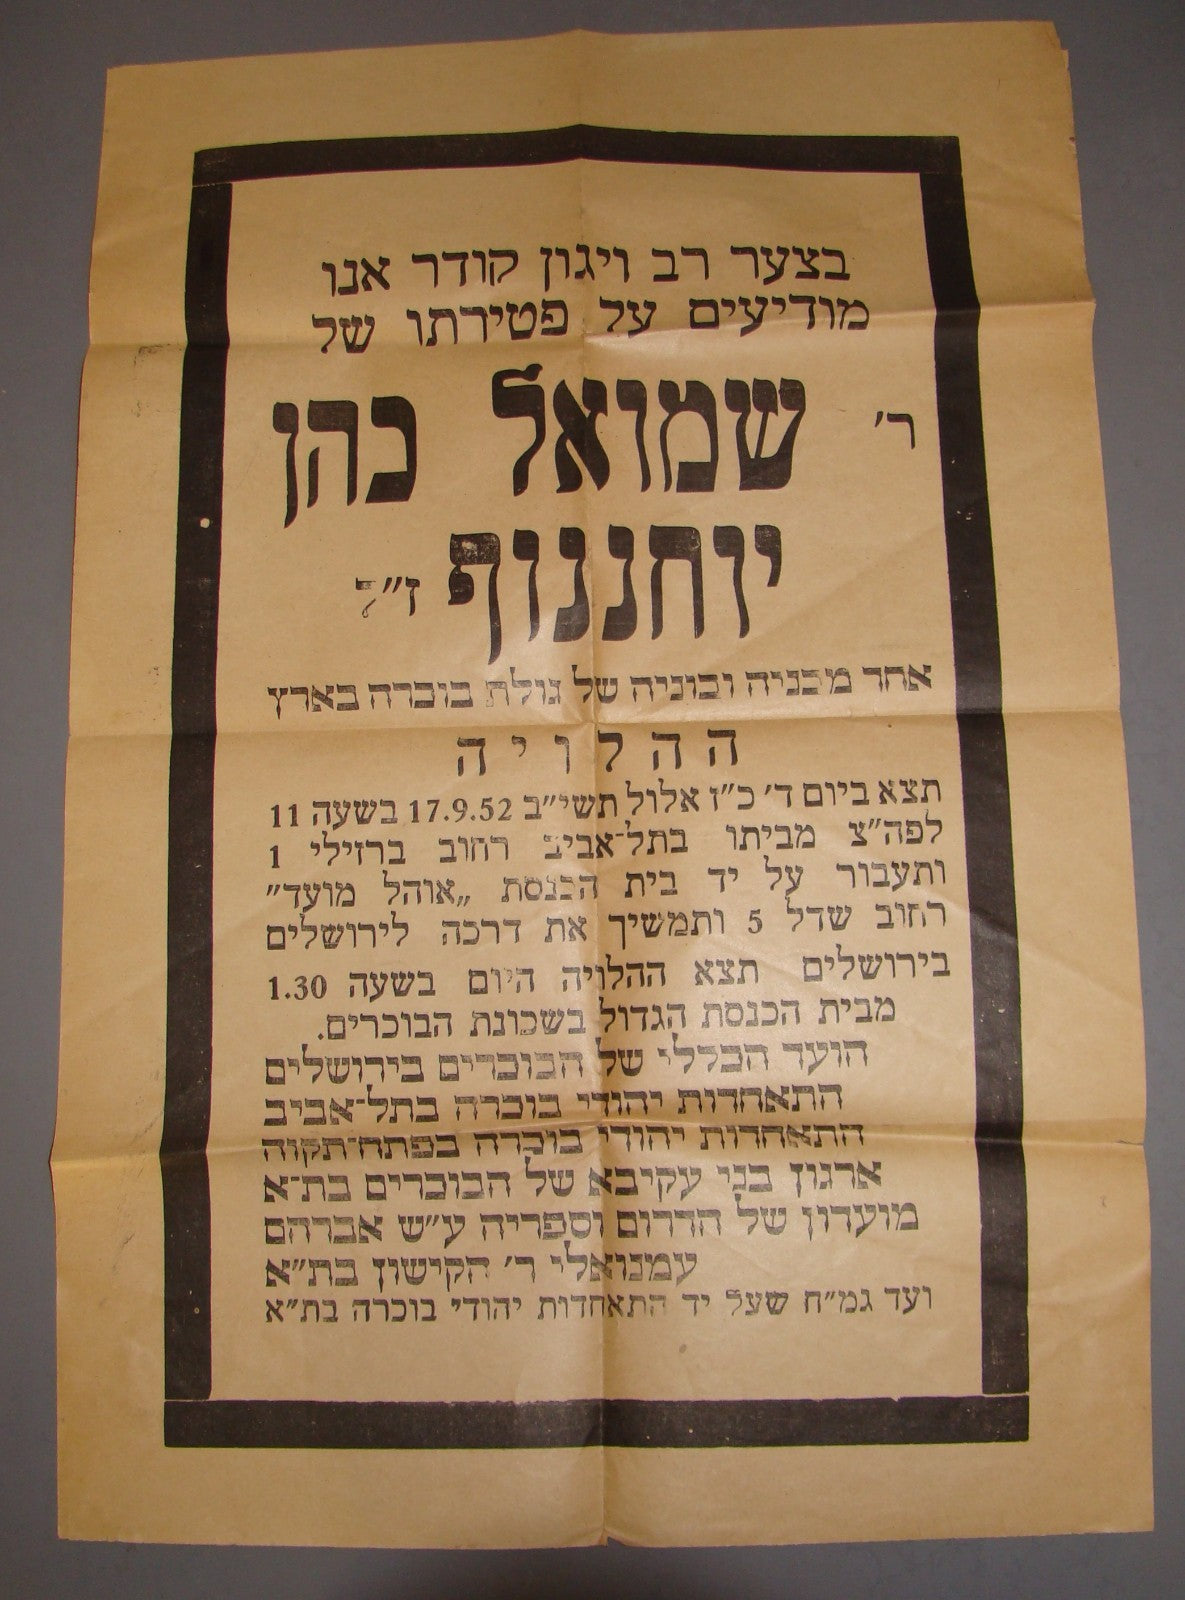 בצער רב ויגון קודר אנו
מודיעים על פטירתו של
ר׳ שמואל כהן
יוחננוף ז״ל
אחד מבניה ובוניה של גולת בוכרה בארץ
ההלויה
תצא ביום ד׳ כ״ז אלול תשי״ב 17.9.52 בשעה 11
לפה״צ מביתו בתל־אביב רחוב ברזילי 1
ותעבור על יד בית הכנסת „אוהל מועד״
רחוב שדל 5 ותמשיך את דרכה לירושלים
בירושלים תצא ההלויה היום בשעה 1.30
מבית הכנסת הגדול בשכונת הבוכרים.
הועד הכללי של הבוכרים בירושלים
התאחדות יהודי בוכרה בתל־אביב
התאחדות יהודי בוכרה בפתח־תקוה
ארגון בני עקיבא של הבוכרים בת־א
מועדון של הדרום וספריה ע״ש אברהם
עמנואלי ר׳ הקישון בת״א
ועד גמ״ח שעל יד התאחדות יהודי בוכרה בת״א